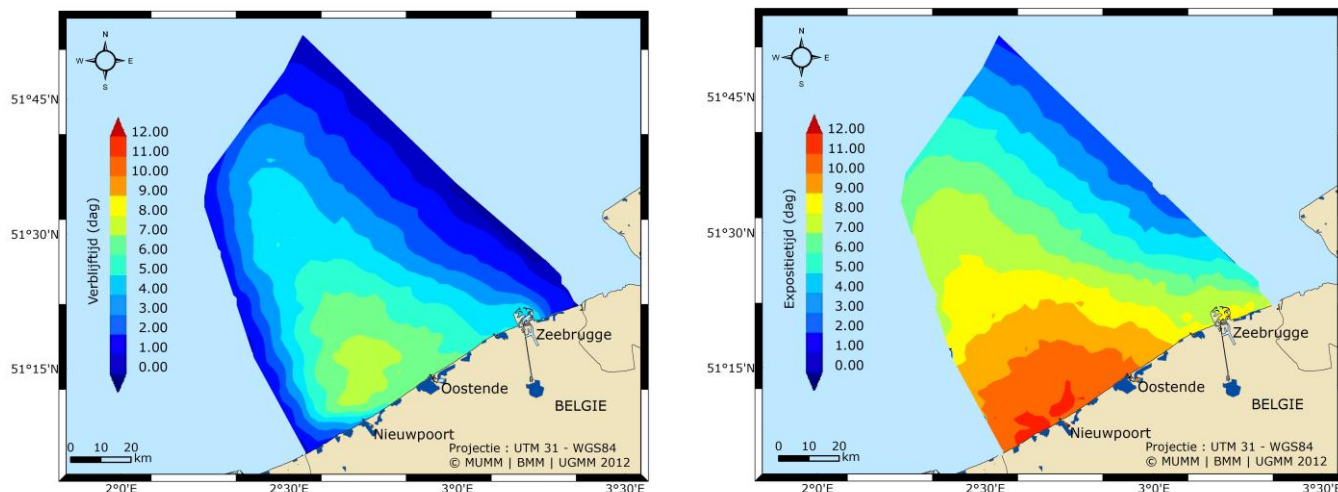 N
W E
S
51°45'N
12.00
11.00
10.00
9.00
8.00
7.00
6.00
5.00
4.00
3.00
2.00
1.00
0.00
Verblijftijd (dag)
51°30'N
51°15'N
Zeebrugge
Oostende
BELGIE
Nieuwpoort
0 10 20
km
Projectie : UTM 31 - WGS84
© MUMM | BMM | UGMM 2012
2°0'E 2°30'E 3°0'E 3°30'E
N
W E
S
51°45'N
12.00
11.00
10.00
9.00
8.00
7.00
6.00
5.00
4.00
3.00
2.00
1.00
0.00
Expositietijd (dag)
51°30'N
51°15'N
Zeebrugge
Oostende
BELGIE
Nieuwpoort
0 10 20
km
Projectie : UTM 31 - WGS84
© MUMM | BMM | UGMM 2012
2°0'E 2°30'E 3°0'E 3°30'E